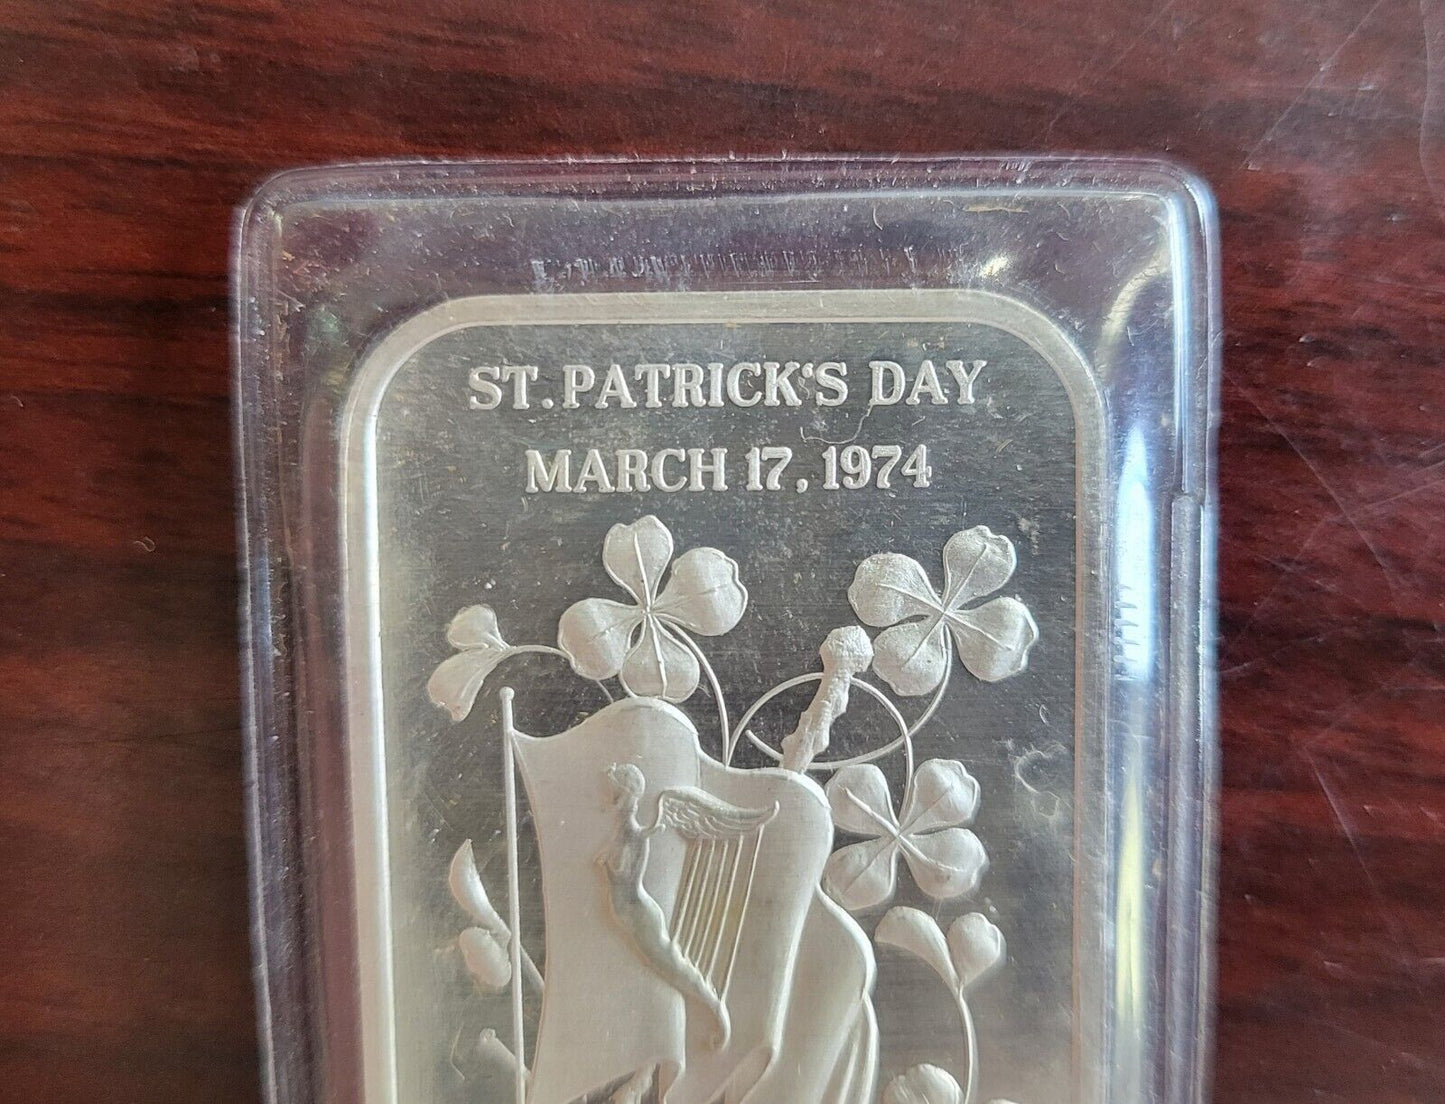 ST. PATRICK'S DAY
MARCH 17, 1974